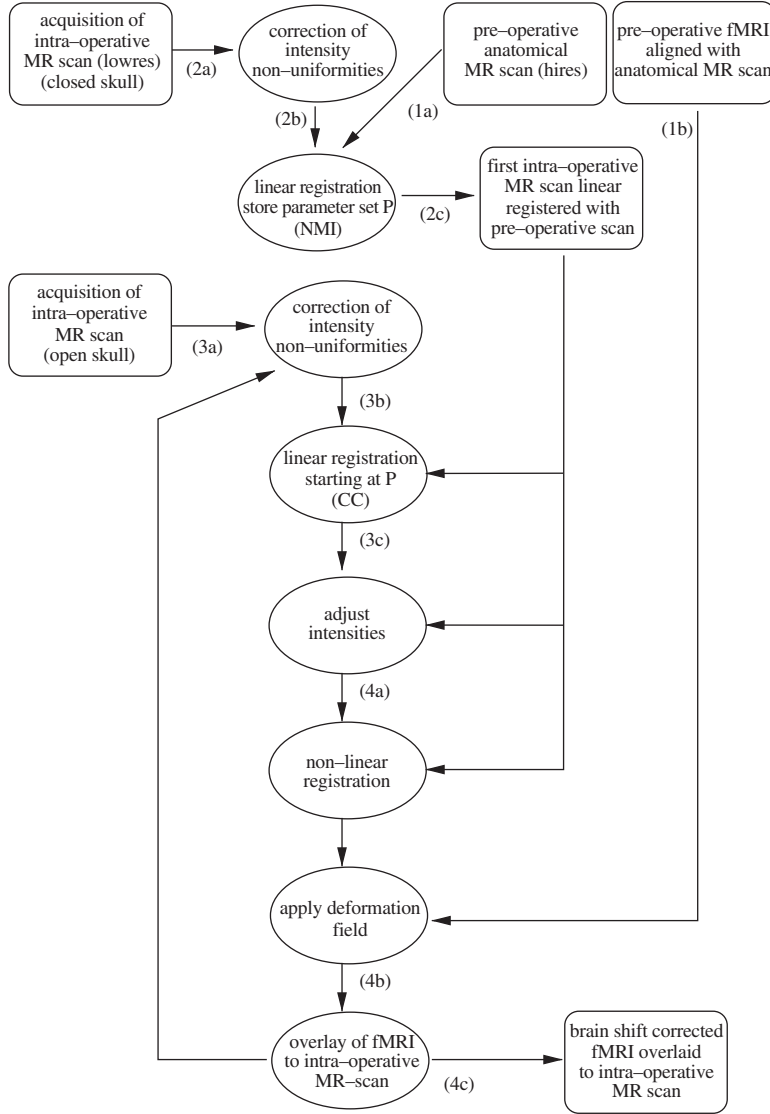 acquisition of
intra–operative
MR scan (lowres)
(closed skull)
(2a)
correction of
intensity
non–uniformities
pre–operative
anatomical
MR scan (hires)
pre–operative fMRI
aligned with
anatomical MR scan
(2b)
(1a)
(1b)
linear registration
store parameter set P
(NMI)
(2c)
first intra–operative
MR scan linear
registered with
pre–operative scan
acquisition of
intra–operative
MR scan
(open skull)
(3a)
correction of
intensity
non–uniformities
(3b)
linear registration
starting at P
(CC)
(3c)
adjust
intensities
(4a)
non–linear
registration
apply deformation
field
(4b)
overlay of fMRI
to intra–operative
MR–scan
(4c)
brain shift corrected
fMRI overlaid
to intra–operative
MR scan